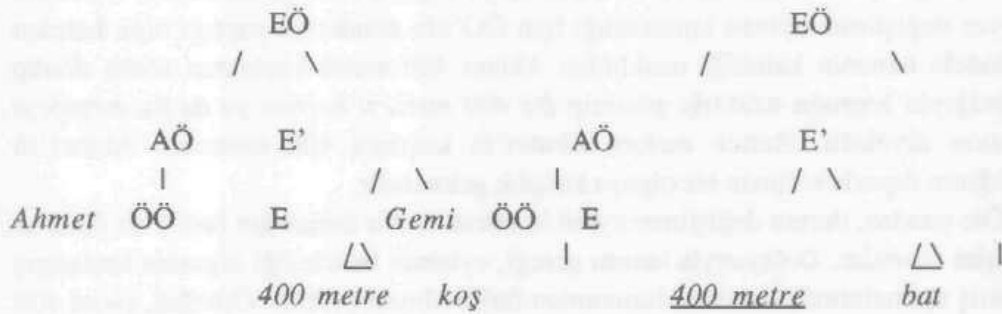 EÖ EÖ
/ \ / \
AÖ E' AÖ E'
| / \ | / \
Ahmet ÖÖ E Gemi ÖÖ E
400 metre koş 400 metre bat